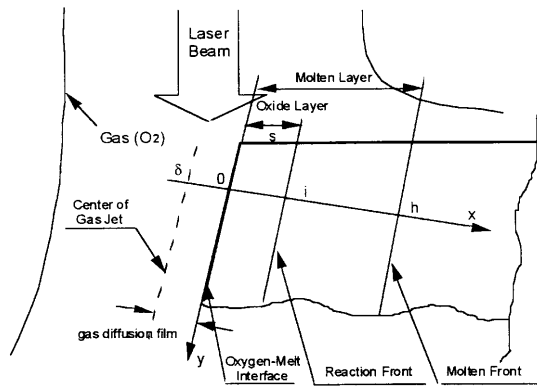 Laser
Beam
Molten Layer
Oxide Layer
s
Gas (O2)
δ
0
i
h
x
Center of
Gas Jet
gas diffusion film
y
Oxygen-Melt
Interface
Reaction Front
Molten Front